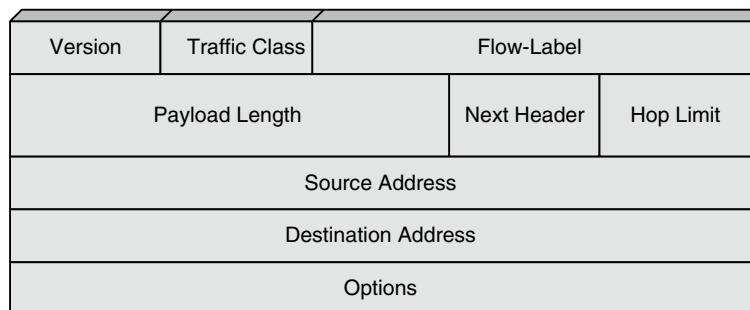 Version Traffic Class Flow-Label
Payload Length Next Header Hop Limit
Source Address
Destination Address
Options